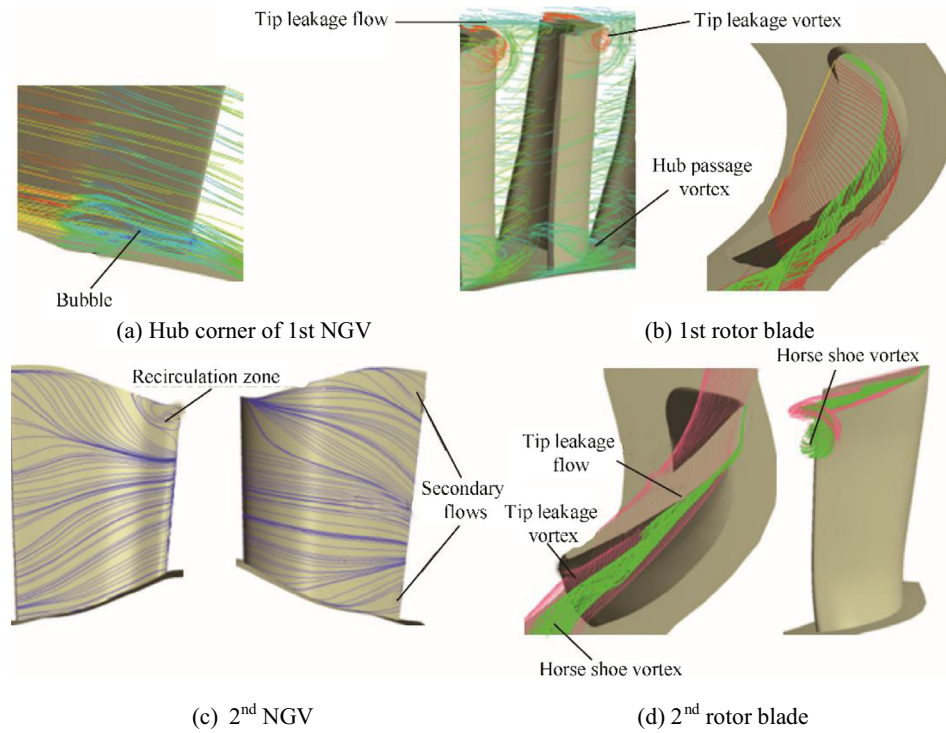 Tip leakage flow
Tip leakage vortex
Hub passage
vortex
Bubble
(a) Hub corner of 1st NGV
(b) 1st rotor blade
Recirculation zone
Secondary
flows
Horse shoe vortex
Tip leakage
flow
Tip leakage
vortex
Horse shoe vortex
(c) 2nd NGV
(d) 2nd rotor blade